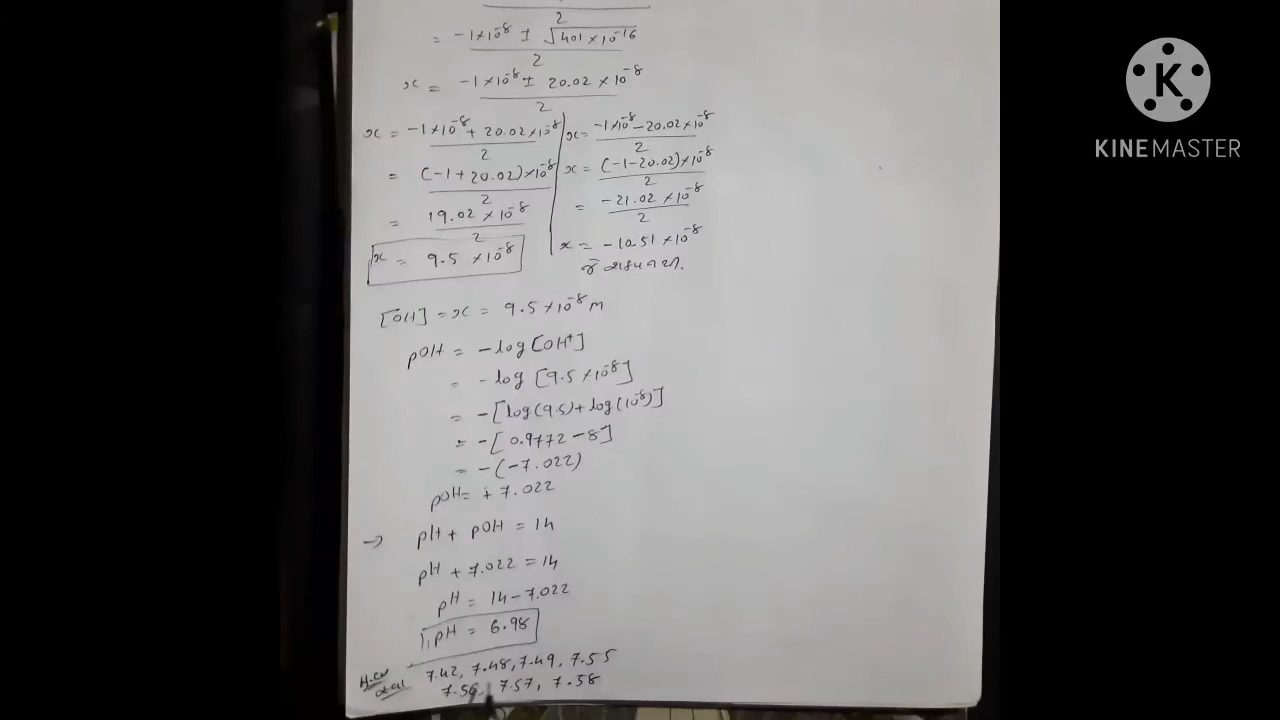 2
= -1×10⁻⁸ ± √401×10⁻¹⁶
2
x = -1×10⁻⁸ ± 20.02×10⁻⁸
2
x = -1×10⁻⁸ + 20.02×10⁻⁸
2
= (-1+20.02)×10⁻⁸
2
= 19.02×10⁻⁸
2
x = 9.5×10⁻⁸
x = -1×10⁻⁸ - 20.02×10⁻⁸
2
x = (-1-20.02)×10⁻⁸
2
= -21.02×10⁻⁸
2
x = -10.51×10⁻⁸
[OH] = x = 9.5×10⁻⁸ M
pOH = -log[OH⁺]
= -log[9.5×10⁻⁸]
= -[log(9.5)+log(10⁻⁸)]
= -[0.9772-8]
= -(-7.022)
pOH = +7.022
→ pH + pOH = 14
pH + 7.022 = 14
pH = 14-7.022
pH = 6.98
H.W 7.42, 7.48, 7.49, 7.55
7.56, 7.57, 7.58
K
KINEMASTER